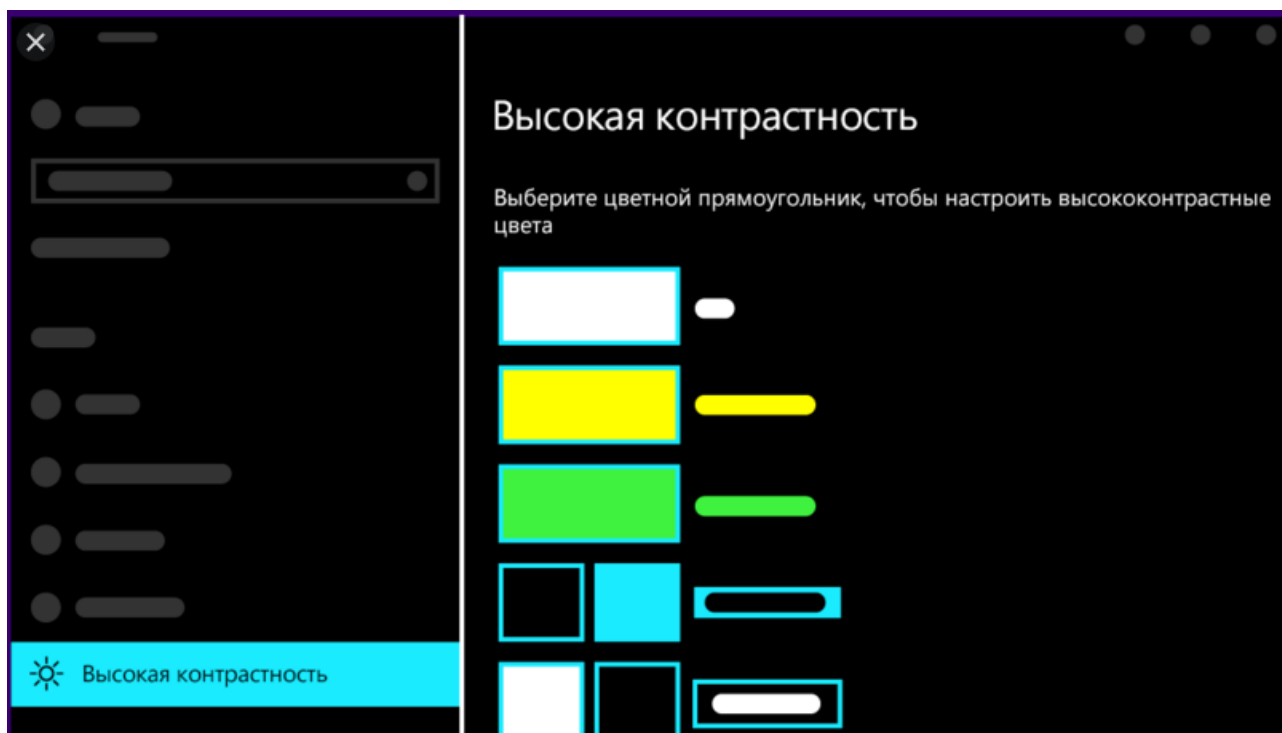 Высокая контрастность
Выберите цветной прямоугольник, чтобы настроить высококонтрастные
цвета
Высокая контрастность